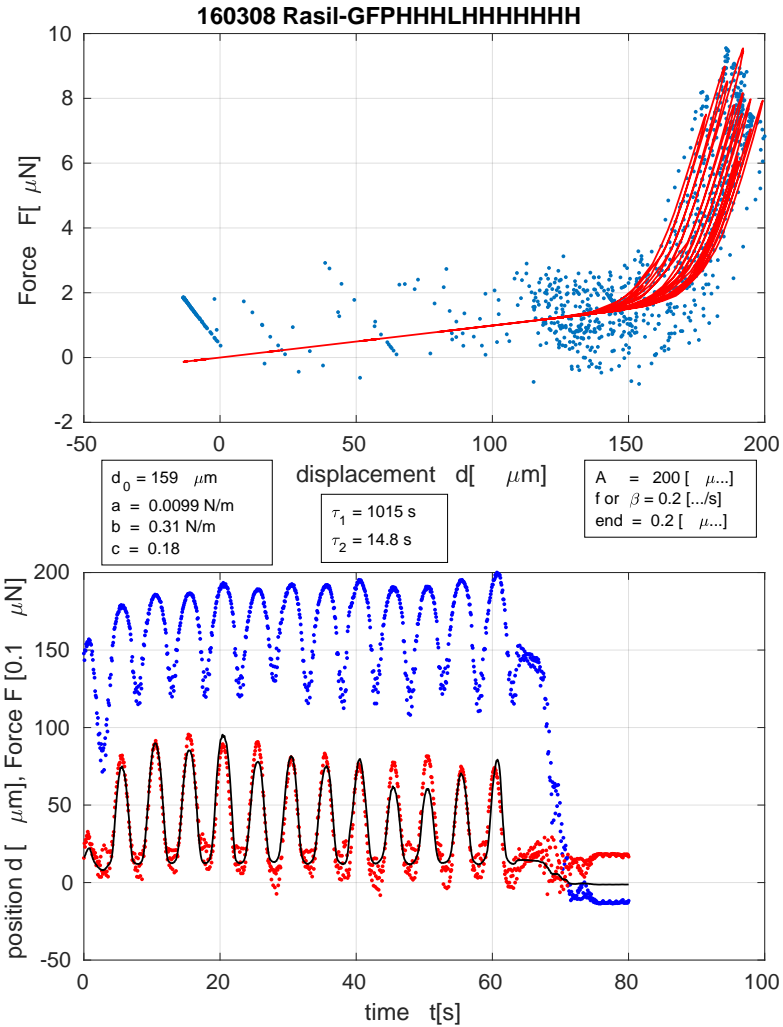 160308 Rasil-GFPHHHLHHHHHHH
10
8
6
4
2
0
-2
Force F[ μN]
-50
0
50
100
150
200
displacement d[ μm]
d0 = 159 μm
a = 0.0099 N/m
b = 0.31 N/m
c = 0.18
τ1 = 1015 s
τ2 = 14.8 s
A = 200 [ μ...]
f or β = 0.2 [.../s]
end = 0.2 [ μ...]
200
150
100
50
0
-50
position d [ μm], Force F [0.1 μN]
0
20
40
60
80
100
time t[s]